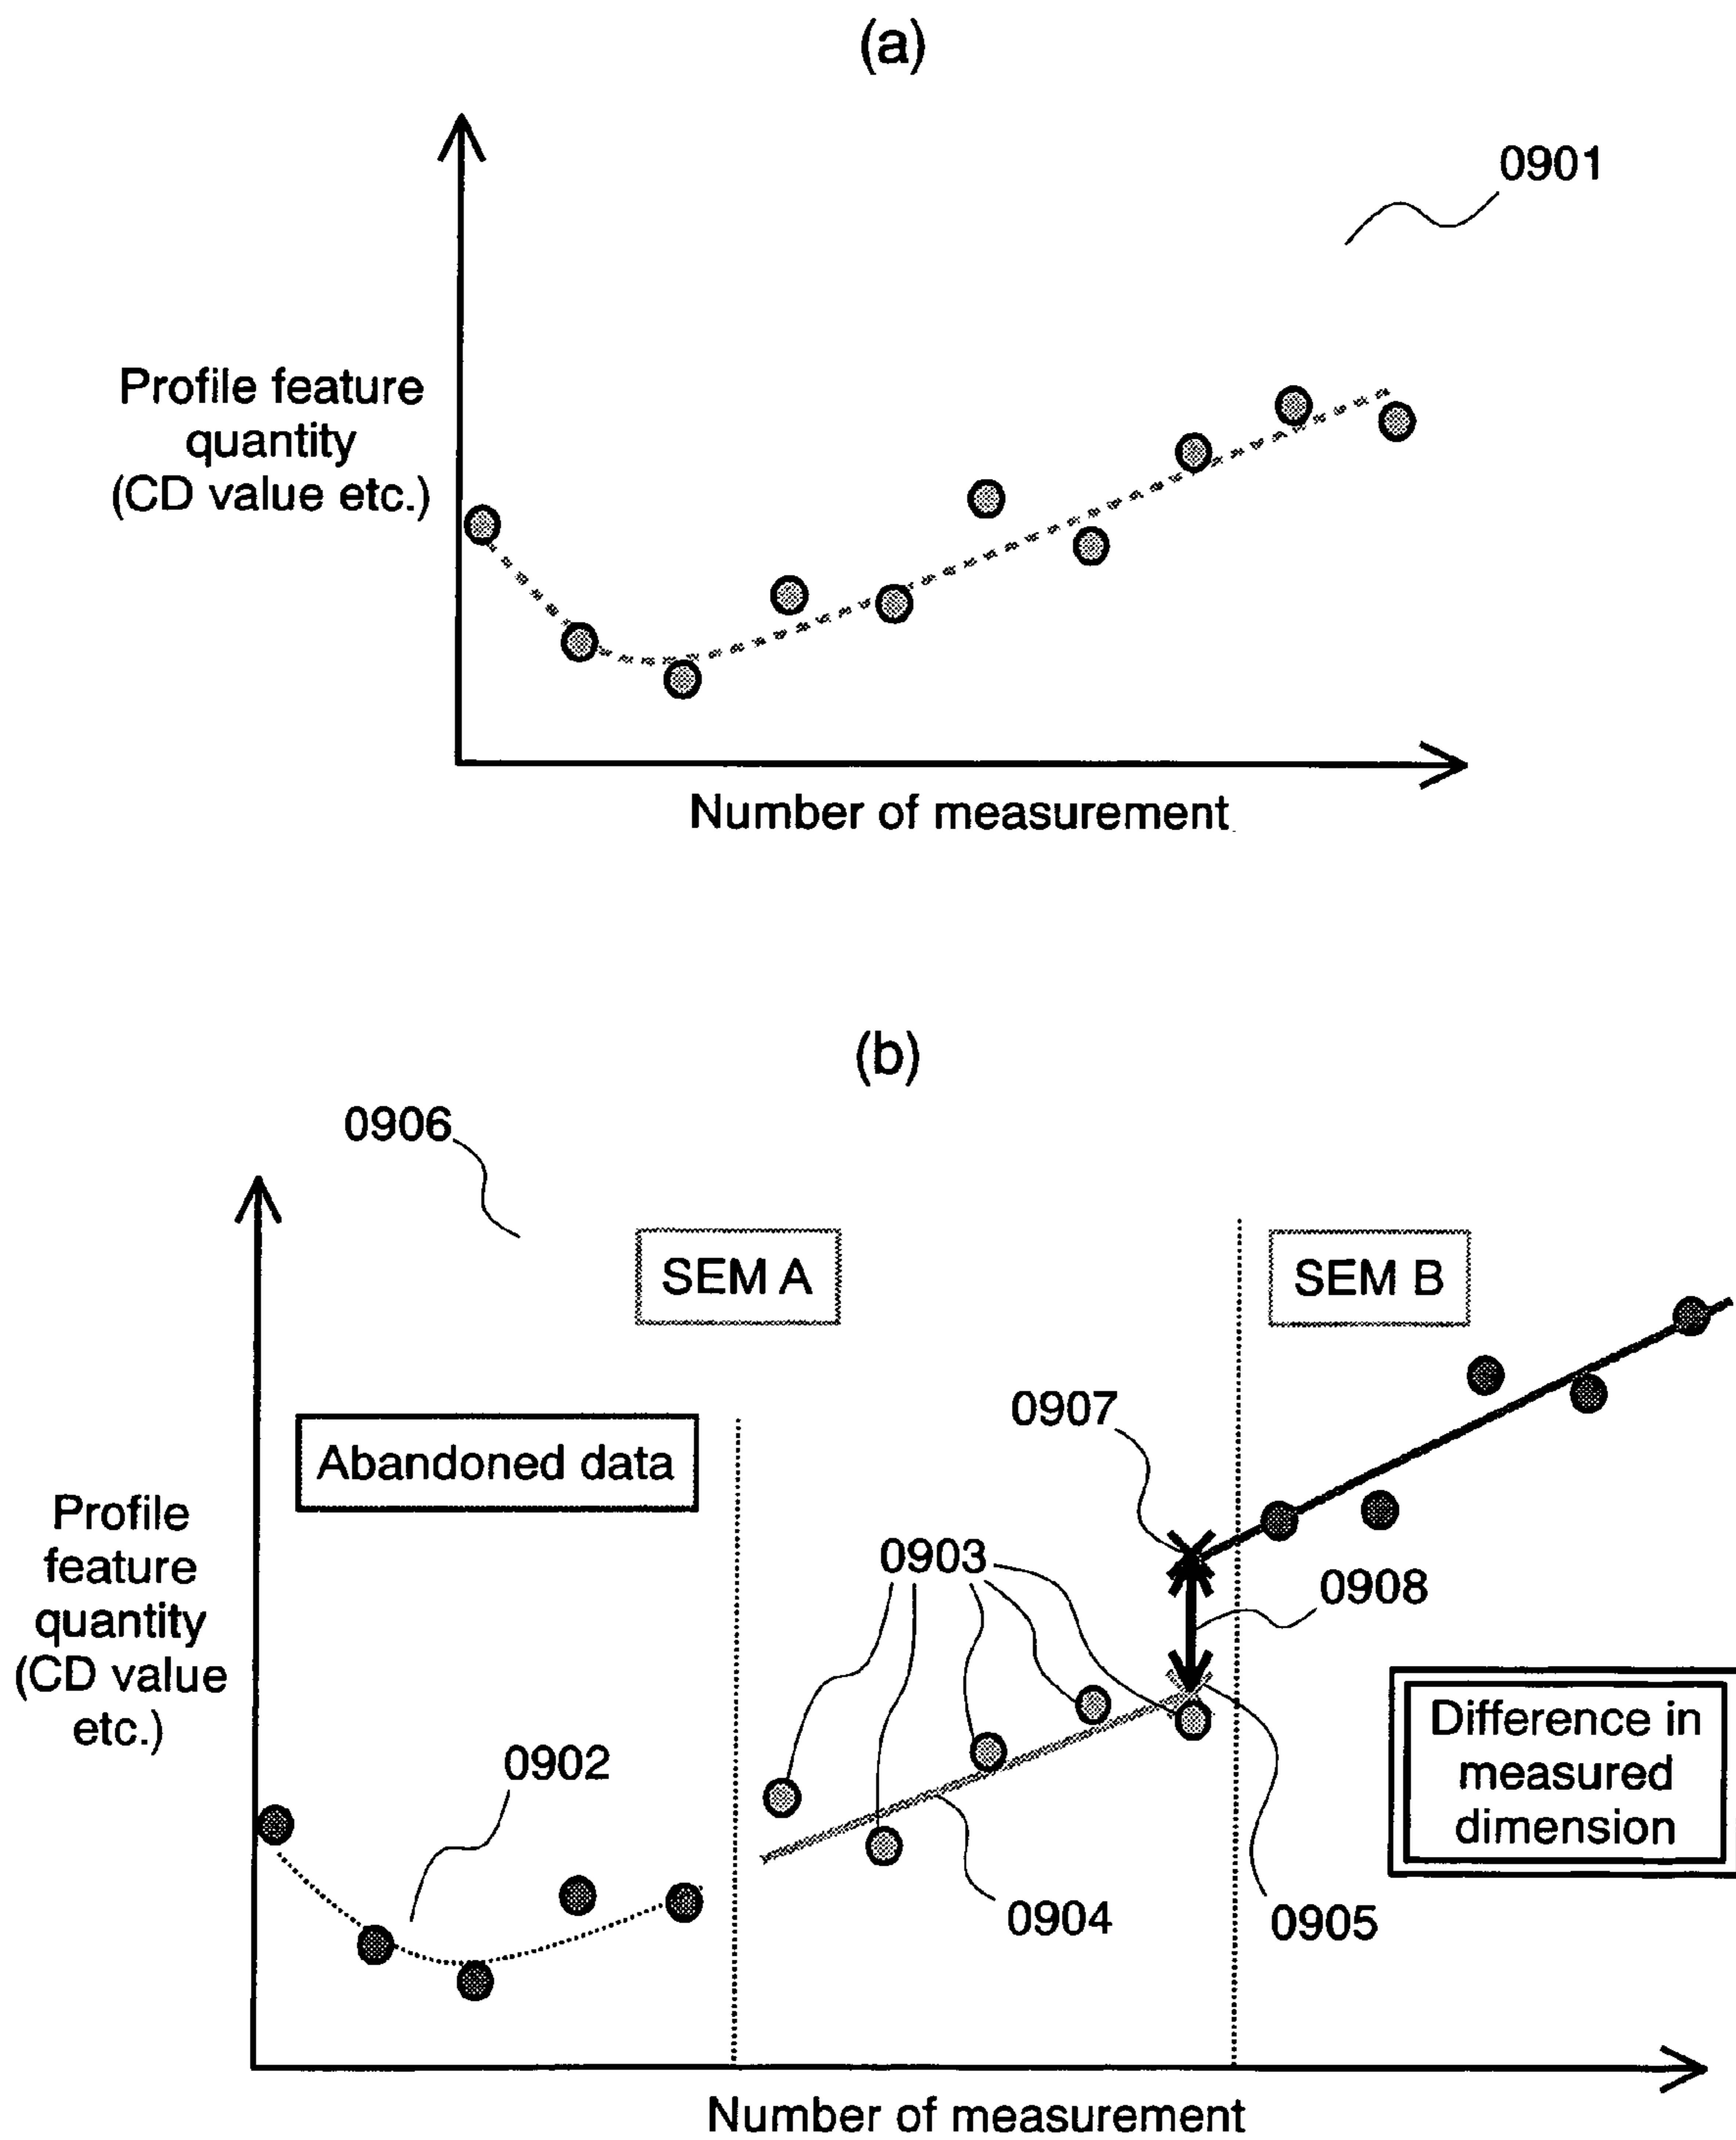 (a)
0901
Profile feature
quantity
(CD value etc.)
Number of measurement
(b)
0906
SEM A
SEM B
0907
Abandoned data
Profile
feature
quantity
(CD value
etc.)
0903
0908
Difference in
measured
dimension
0902
0904
0905
Number of measurement